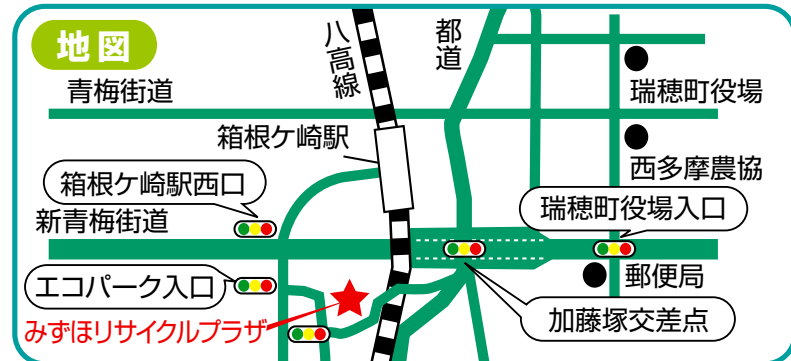 地図
八高線
都道
青梅街道
瑞穂町役場
箱根ケ崎駅
西多摩農協
箱根ケ崎駅西口
瑞穂町役場入口
新青梅街道
エコパーク入口
郵便局
加藤塚交差点
みずほリサイクルプラザ